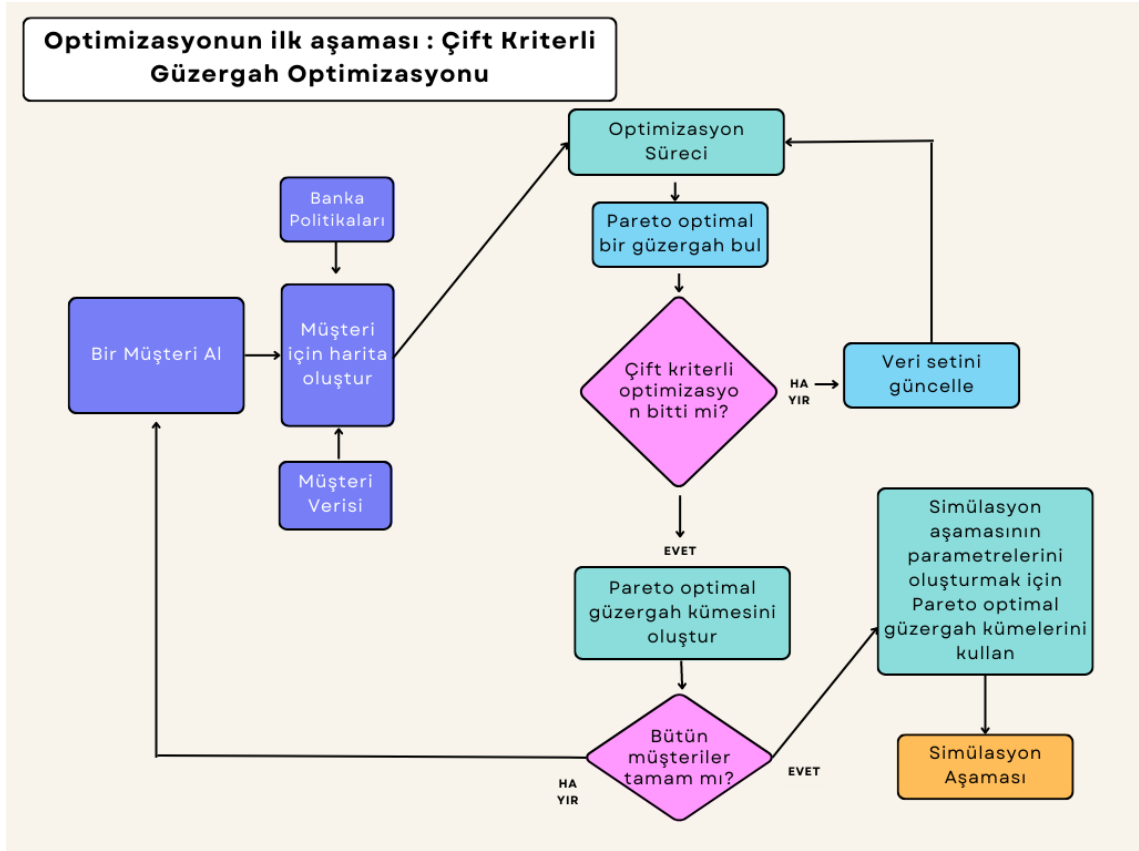 Optimizasyonun ilk aşaması : Çift Kriterli
Güzergah Optimizasyonu
Optimizasyon
Süreci
Banka
Politikaları
Pareto optimal
bir güzergah bul
Bir Müşteri Al
Müşteri
için harita
oluştur
Çift kriterli
optimizasyo
n bitti mi?
HA
YIR
Veri setini
güncelle
Müşteri
Verisi
EVET
Simülasyon
aşamasının
parametrelerini
oluşturmak için
Pareto optimal
güzergah kümelerini
kullan
Pareto optimal
güzergah kümesini
oluştur
Bütün
müşteriler
tamam mı?
HA
YIR
EVET
Simülasyon
Aşaması